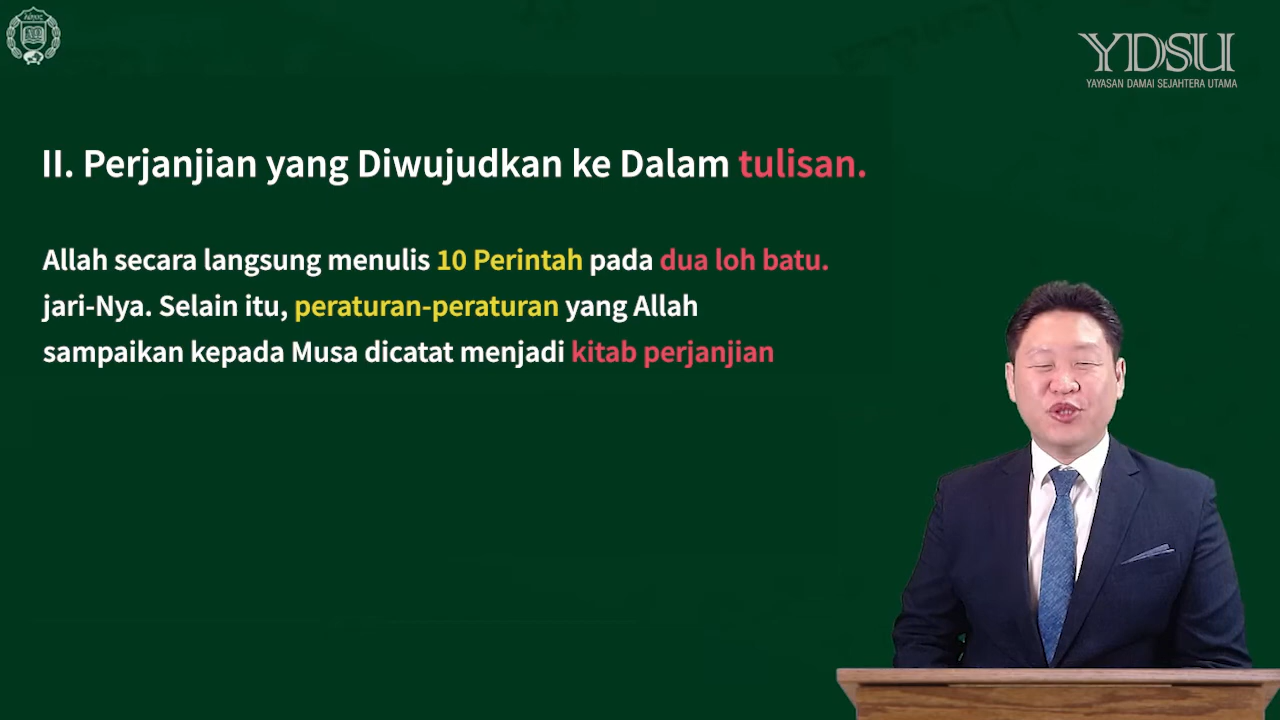 YDSU
YAYASAN DAMAI SEJAHTERA UTAMA
II. Perjanjian yang Diwujudkan ke Dalam tulisan.
Allah secara langsung menulis 10 Perintah pada dua loh batu.
jari-Nya. Selain itu, peraturan-peraturan yang Allah
sampaikan kepada Musa dicatat menjadi kitab perjanjian